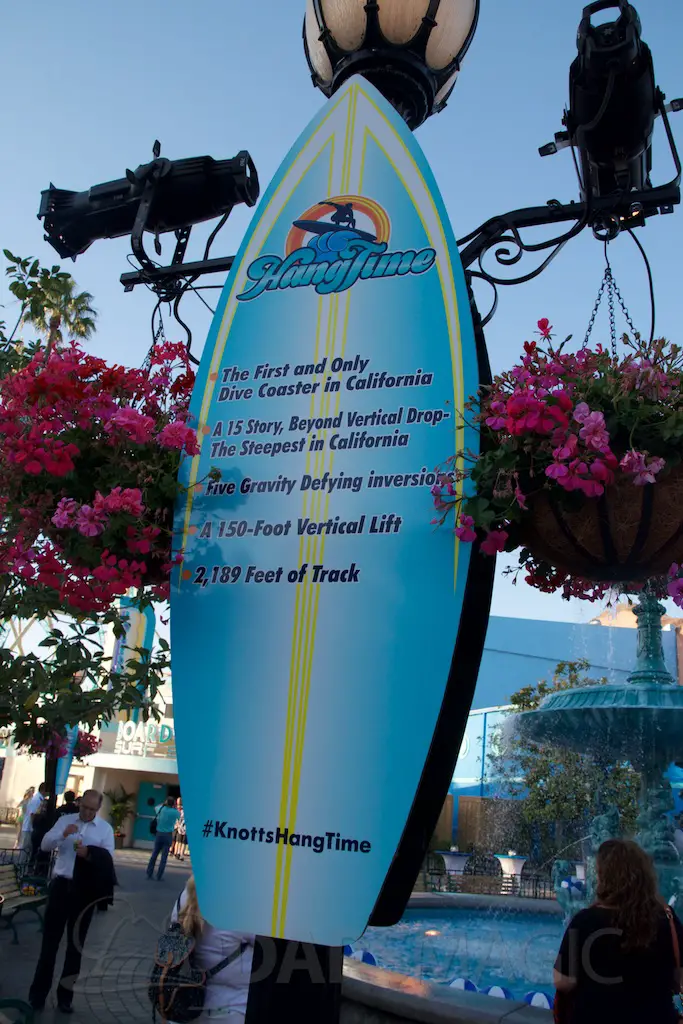 HangTime
The First and Only
Dive Coaster in California
A 15 Story, Beyond Vertical Drop-
The Steepest in California
Five Gravity Defying inversions
A 150-Foot Vertical Lift
2,189 Feet of Track
#KnottsHangTime